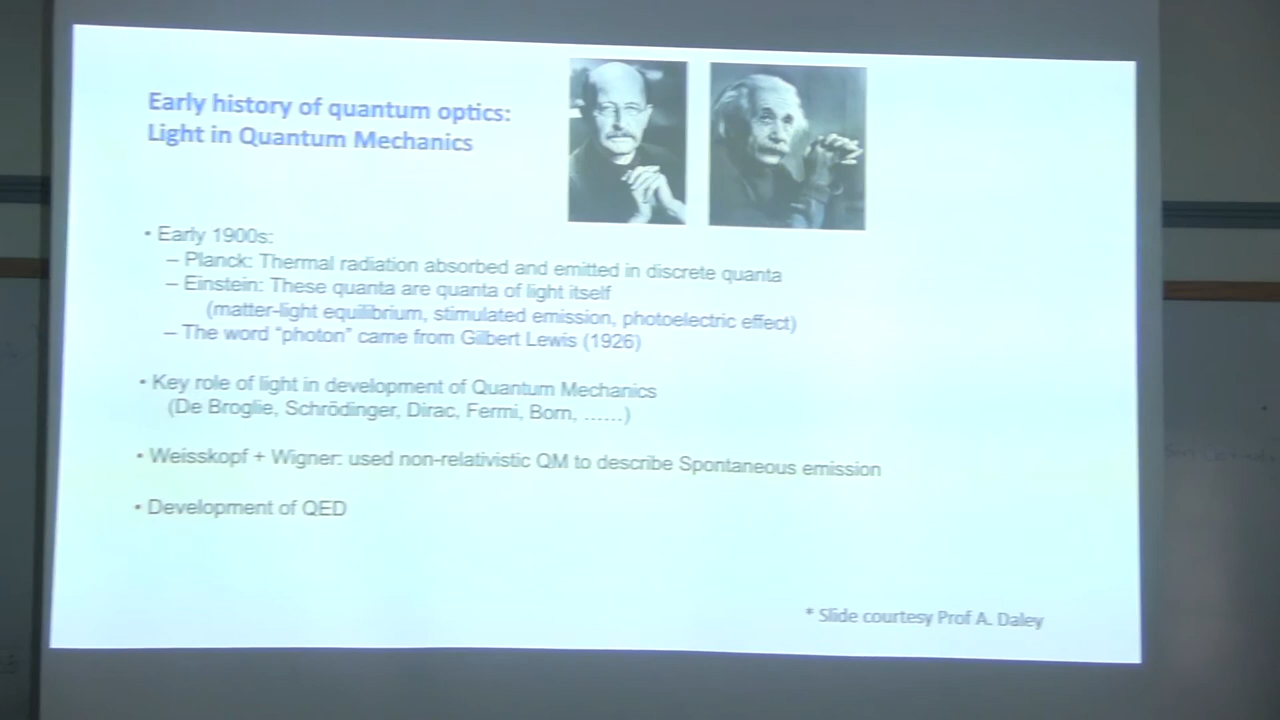 Early history of quantum optics:
Light in Quantum Mechanics
• Early 1900s:
– Planck: Thermal radiation absorbed and emitted in discrete quanta
– Einstein: These quanta are quanta of light itself
(matter-light equilibrium, stimulated emission, photoelectric effect)
– The word "photon" came from Gilbert Lewis (1926)
• Key role of light in development of Quantum Mechanics
(De Broglie, Schrödinger, Dirac, Fermi, Born, ......)
• Weisskopf + Wigner: used non-relativistic QM to describe Spontaneous emission
• Development of QED
* Slide courtesy Prof A. Daley